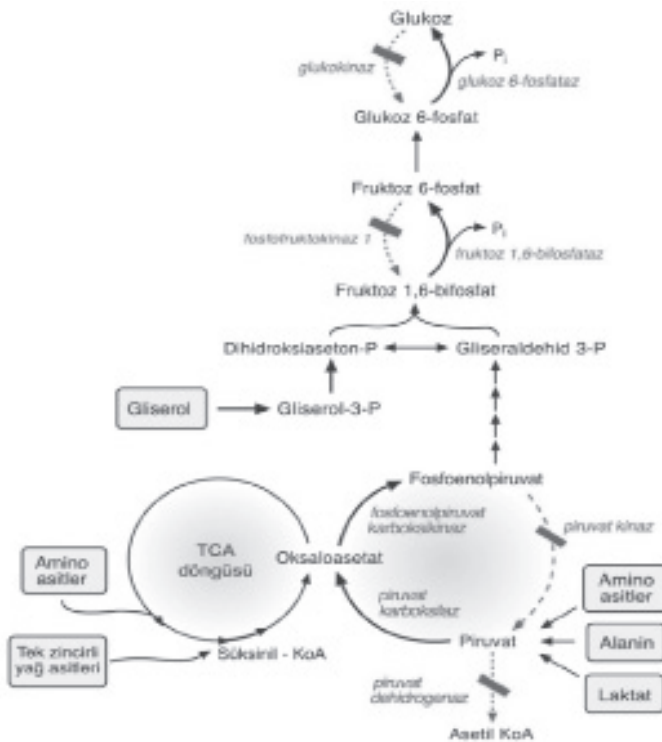 Glukoz
Pi
glukokinaz
glukoz 6-fosfataz
Glukoz 6-fosfat
Fruktoz 6-fosfat
Pi
fosfofruktokinaz 1
fruktoz 1,6-bifosfataz
Fruktoz 1,6-bifosfat
Dihidroksiaseton-P
Gliseraldehid 3-P
Gliserol
Gliserol-3-P
Fosfoenolpiruvat
fosfoenolpiruvat
karboksikinaz
piruvat kinaz
TCA
döngüsü
Oksaloasetat
Amino
asitler
piruvat
karboksilaz
Amino
asitler
Piruvat
Alanin
Tek zincirli
yağ asitleri
Süksinil - KoA
piruvat
dehidrogenaz
Laktat
Asetil KoA